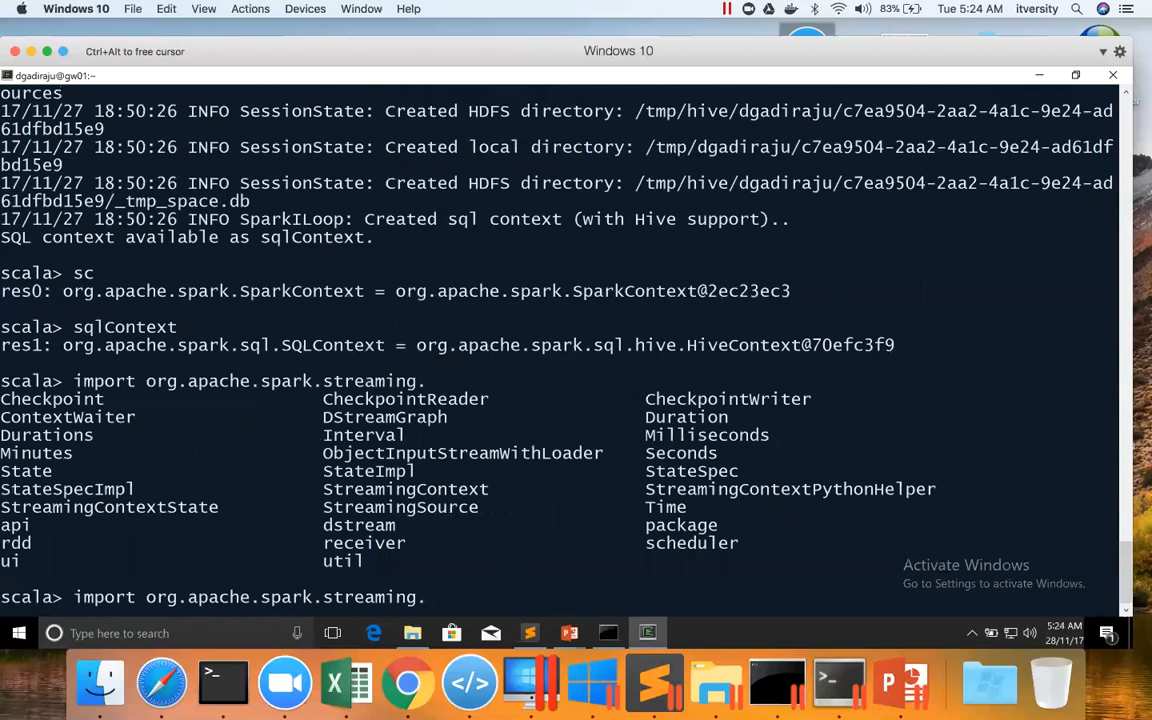 Windows 10 File Edit View Actions Devices Window Help 83% Tue 5:24 AM itversity
Ctrl+Alt to free cursor Windows 10
dgadiraju@gw01:~
ources
17/11/27 18:50:26 INFO SessionState: Created HDFS directory: /tmp/hive/dgadiraju/c7ea9504-2aa2-4a1c-9e24-ad
61dfbd15e9
17/11/27 18:50:26 INFO SessionState: Created local directory: /tmp/dgadiraju/c7ea9504-2aa2-4a1c-9e24-ad61df
bd15e9
17/11/27 18:50:26 INFO SessionState: Created HDFS directory: /tmp/hive/dgadiraju/c7ea9504-2aa2-4a1c-9e24-ad
61dfbd15e9/_tmp_space.db
17/11/27 18:50:26 INFO SparkILoop: Created sql context (with Hive support)..
SQL context available as sqlContext.
scala> sc
res0: org.apache.spark.SparkContext = org.apache.spark.SparkContext@2ec23ec3
scala> sqlContext
res1: org.apache.spark.sql.SQLContext = org.apache.spark.sql.hive.HiveContext@70efc3f9
scala> import org.apache.spark.streaming.
Checkpoint CheckpointReader CheckpointWriter
ContextWaiter DStreamGraph Duration
Durations Interval Milliseconds
Minutes ObjectInputStreamWithLoader Seconds
State StateImpl StateSpec
StateSpecImpl StreamingContext StreamingContextPythonHelper
StreamingContextState StreamingSource Time
api dstream package
rdd receiver scheduler
ui util
scala> import org.apache.spark.streaming.
Activate Windows
Go to Settings to activate Windows.
Type here to search
5:24 AM
28/11/17